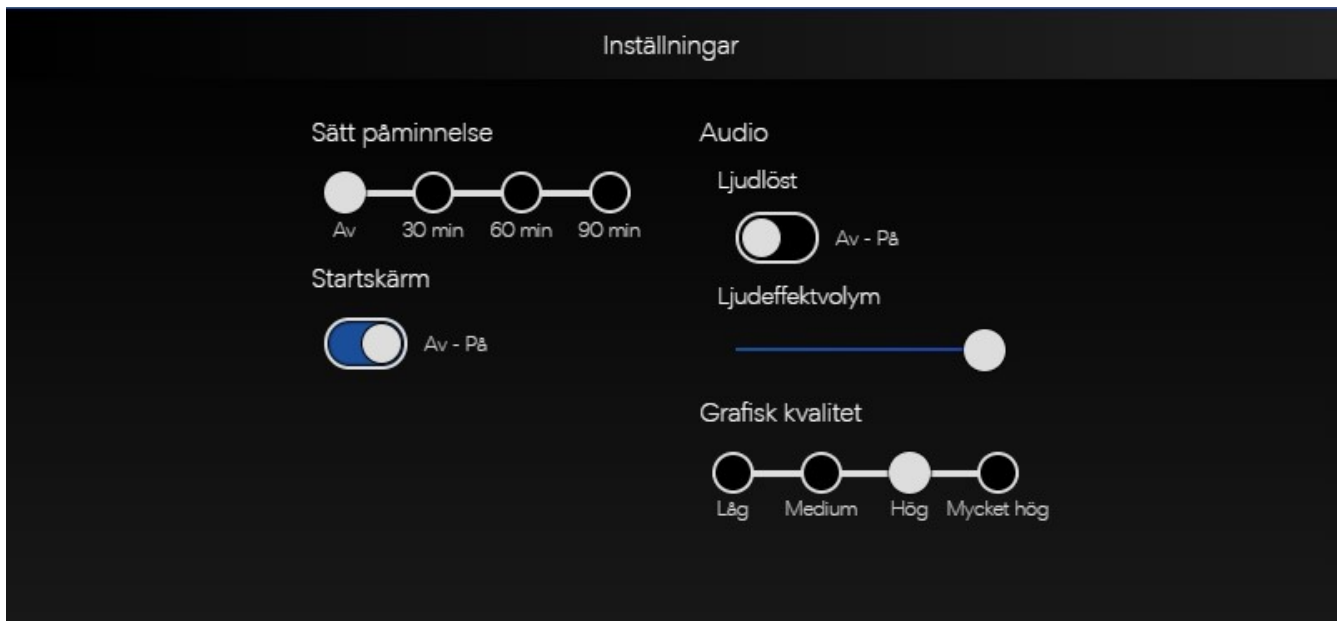 Inställningar
Sätt påminnelse
Av 30 min 60 min 90 min
Startskärm
Av - På
Audio
Ljudlöst
Av - På
Ljudeffektvolym
Grafisk kvalitet
Låg Medium Hög Mycket hög